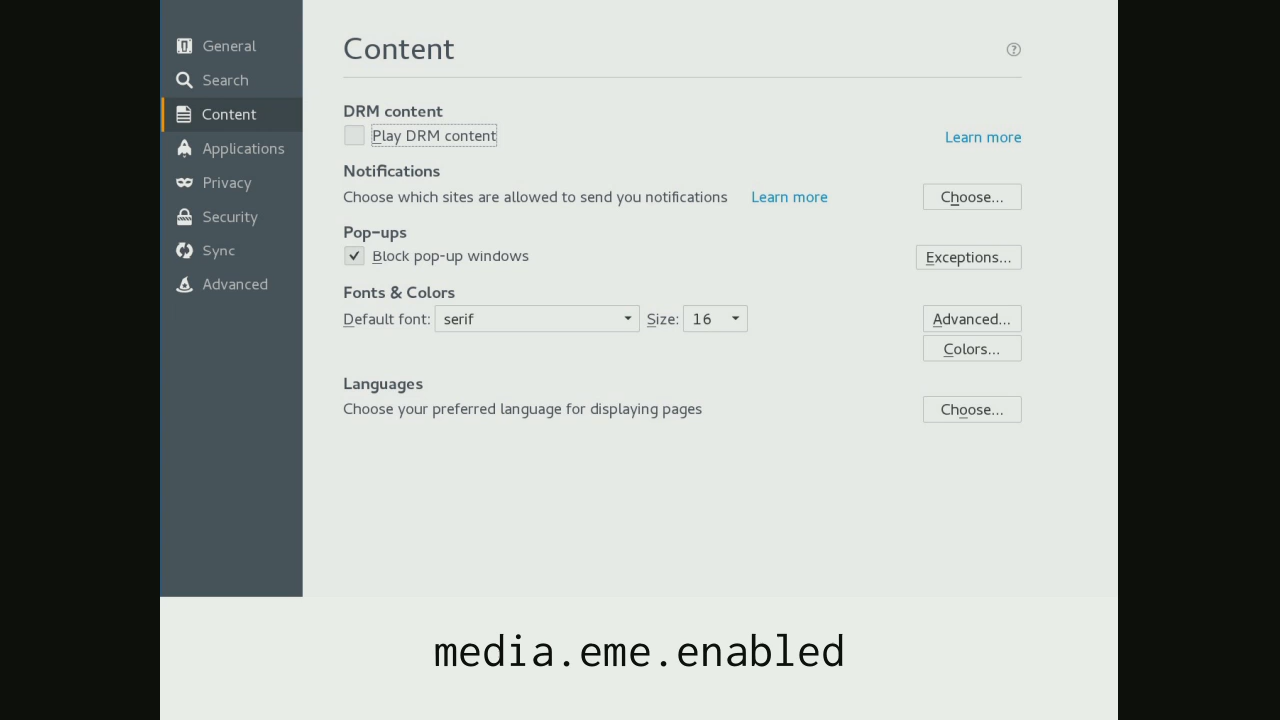 General
Search
Content
Applications
Privacy
Security
Sync
Advanced
Content
?
DRM content
Play DRM content
Learn more
Notifications
Choose which sites are allowed to send you notifications Learn more Choose...
Pop-ups
Block pop-up windows Exceptions...
Fonts & Colors
Default font: serif Size: 16 Advanced...
Colors...
Languages
Choose your preferred language for displaying pages Choose...
media.eme.enabled